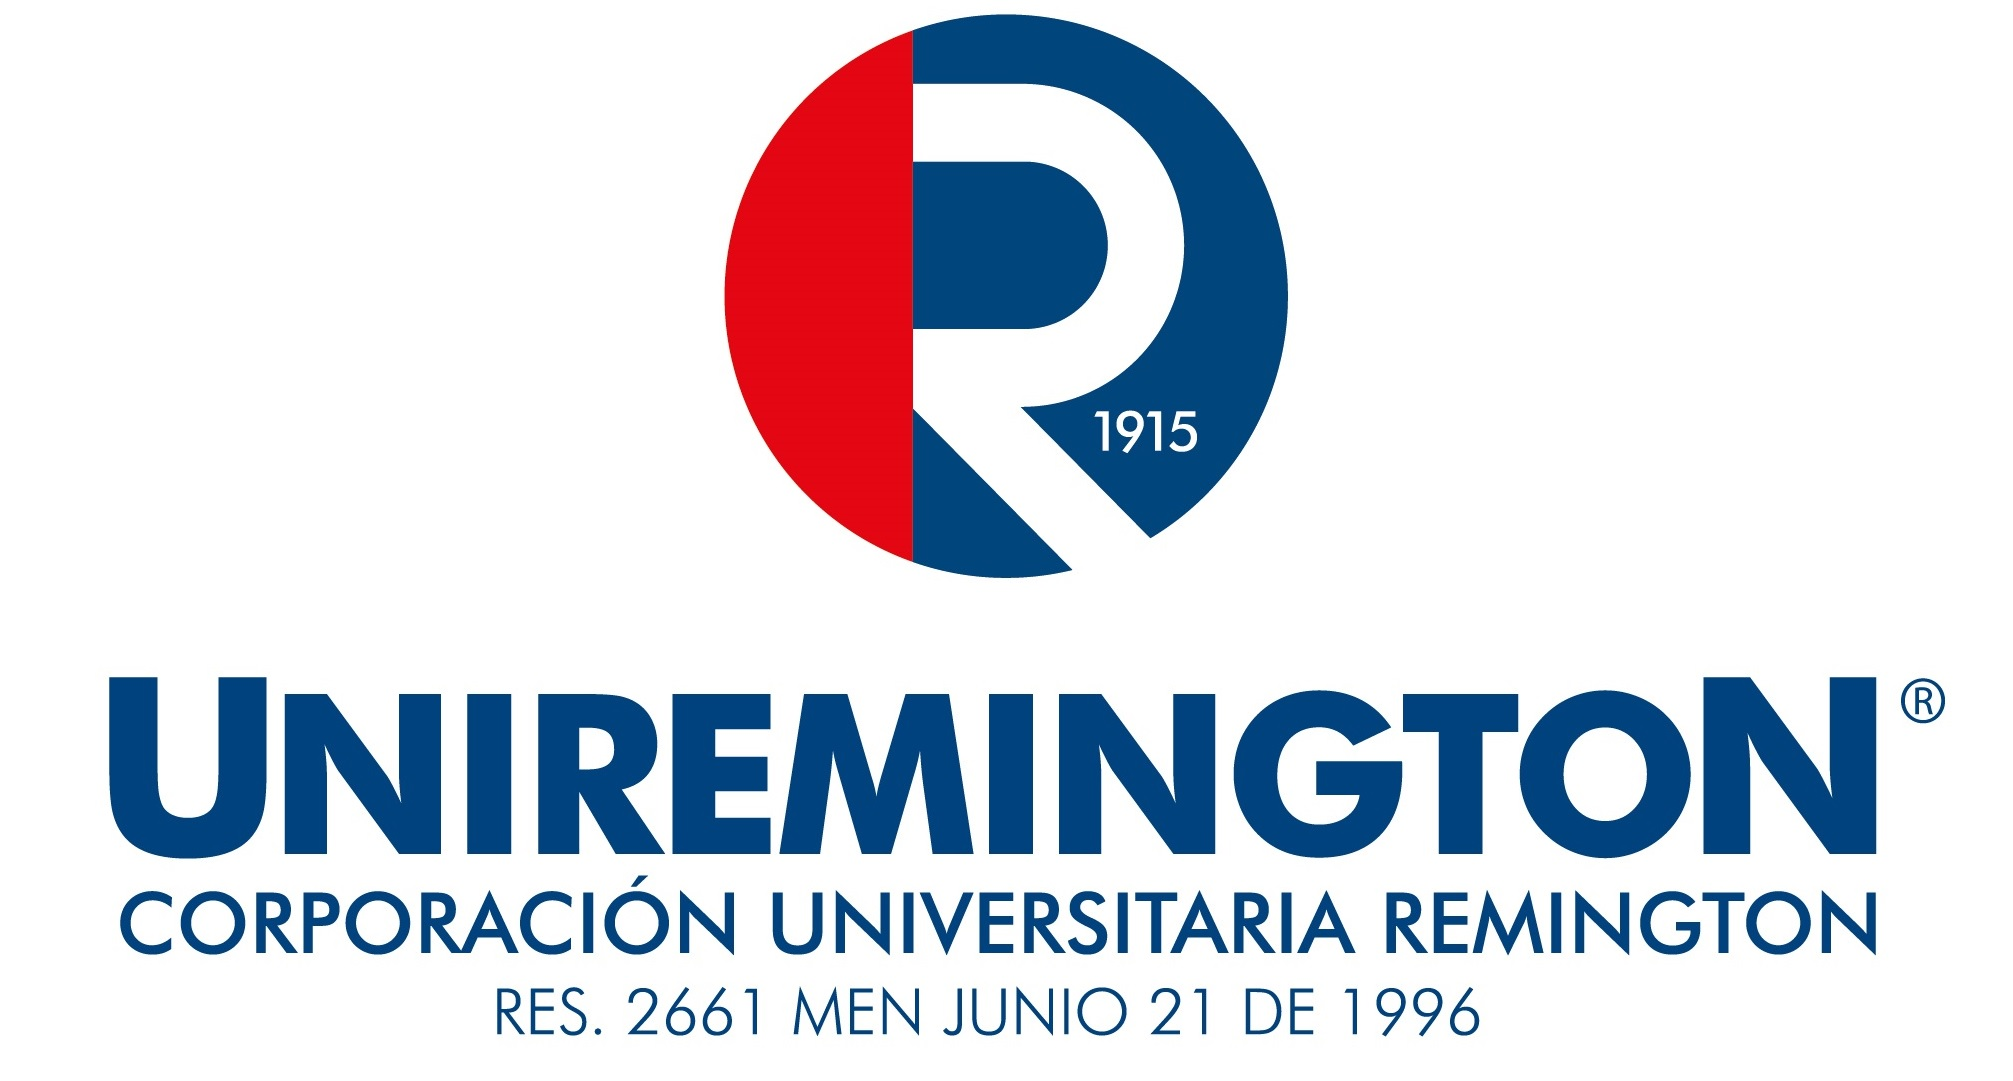 R
1915
UNIREMINGTON®
CORPORACIÓN UNIVERSITARIA REMINGTON
RES. 2661 MEN JUNIO 21 DE 1996